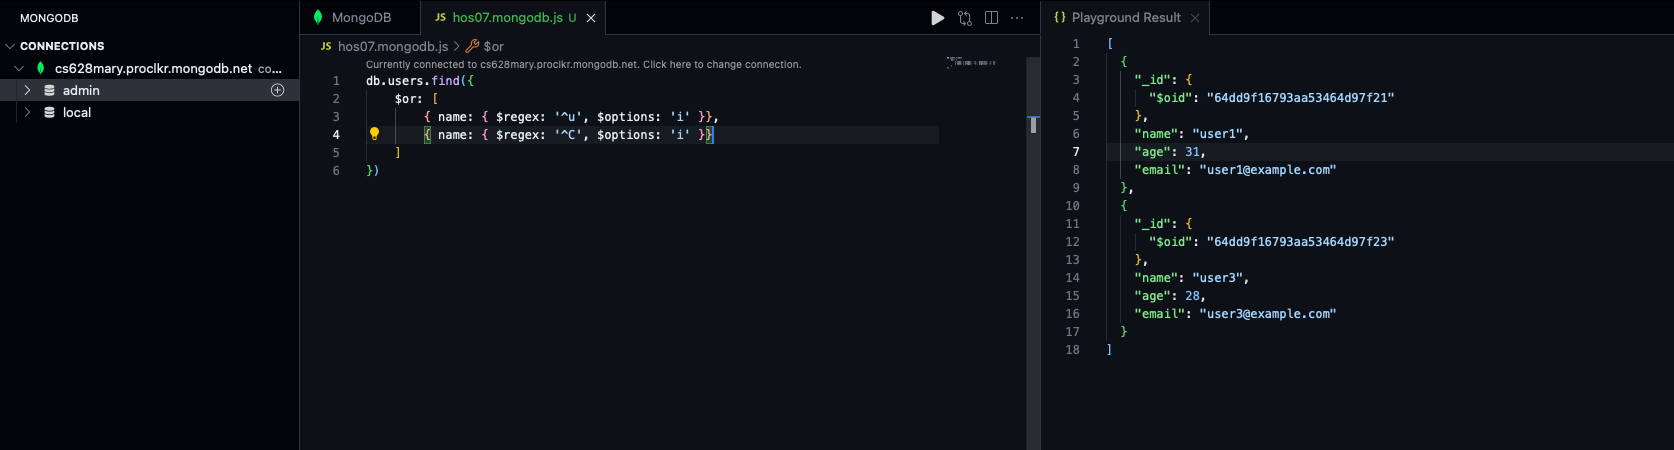 MONGODB
CONNECTIONS
cs628mary.proclkr.mongodb.net co...
admin
local
MongoDB
JS hos07.mongodb.js U
JS hos07.mongodb.js > $or
Currently connected to cs628mary.proclkr.mongodb.net. Click here to change connection.
1 db.users.find({
2 $or: [
3 { name: { $regex: '^u', $options: 'i' }},
4 { name: { $regex: '^C', $options: 'i' }}
5 ]
6 })
{} Playground Result
1 [
2 {
3 "_id": {
4 "$oid": "64dd9f16793aa53464d97f21"
5 },
6 "name": "user1",
7 "age": 31,
8 "email": "user1@example.com"
9 },
10 {
11 "_id": {
12 "$oid": "64dd9f16793aa53464d97f23"
13 },
14 "name": "user3",
15 "age": 28,
16 "email": "user3@example.com"
17 }
18 ]